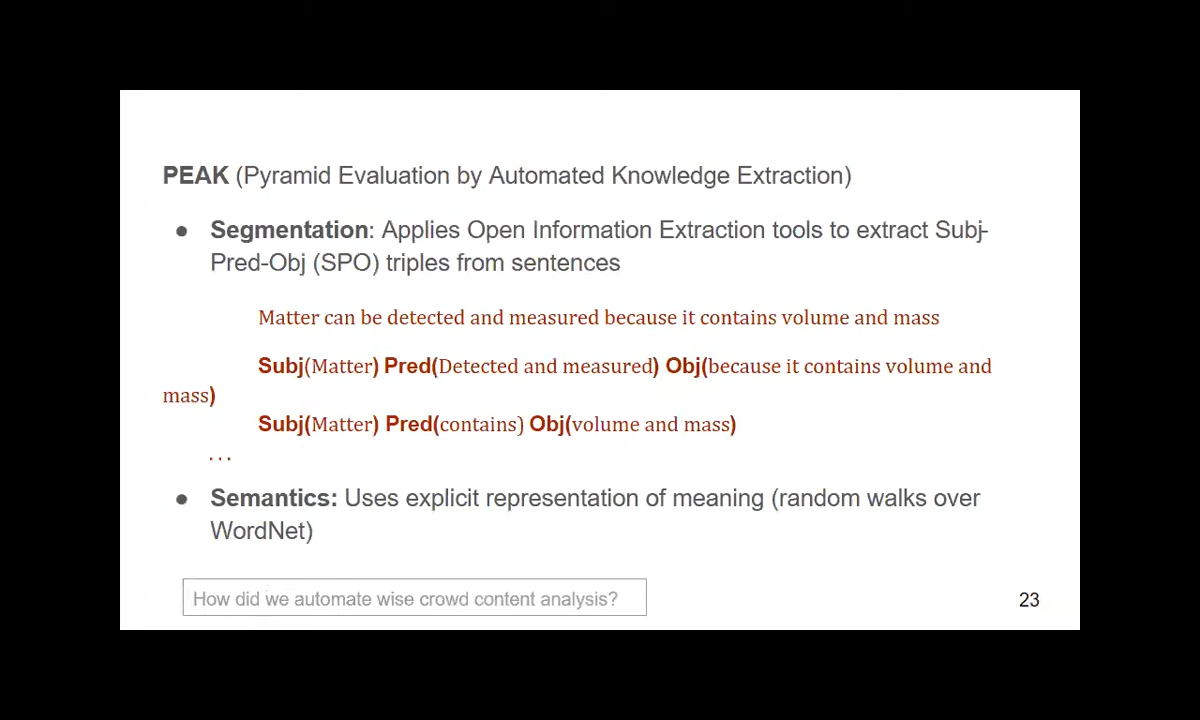 PEAK (Pyramid Evaluation by Automated Knowledge Extraction)
● Segmentation: Applies Open Information Extraction tools to extract Subj-
Pred-Obj (SPO) triples from sentences
Matter can be detected and measured because it contains volume and mass
Subj(Matter) Pred(Detected and measured) Obj(because it contains volume and
mass)
Subj(Matter) Pred(contains) Obj(volume and mass)
...
● Semantics: Uses explicit representation of meaning (random walks over
WordNet)
How did we automate wise crowd content analysis?
23